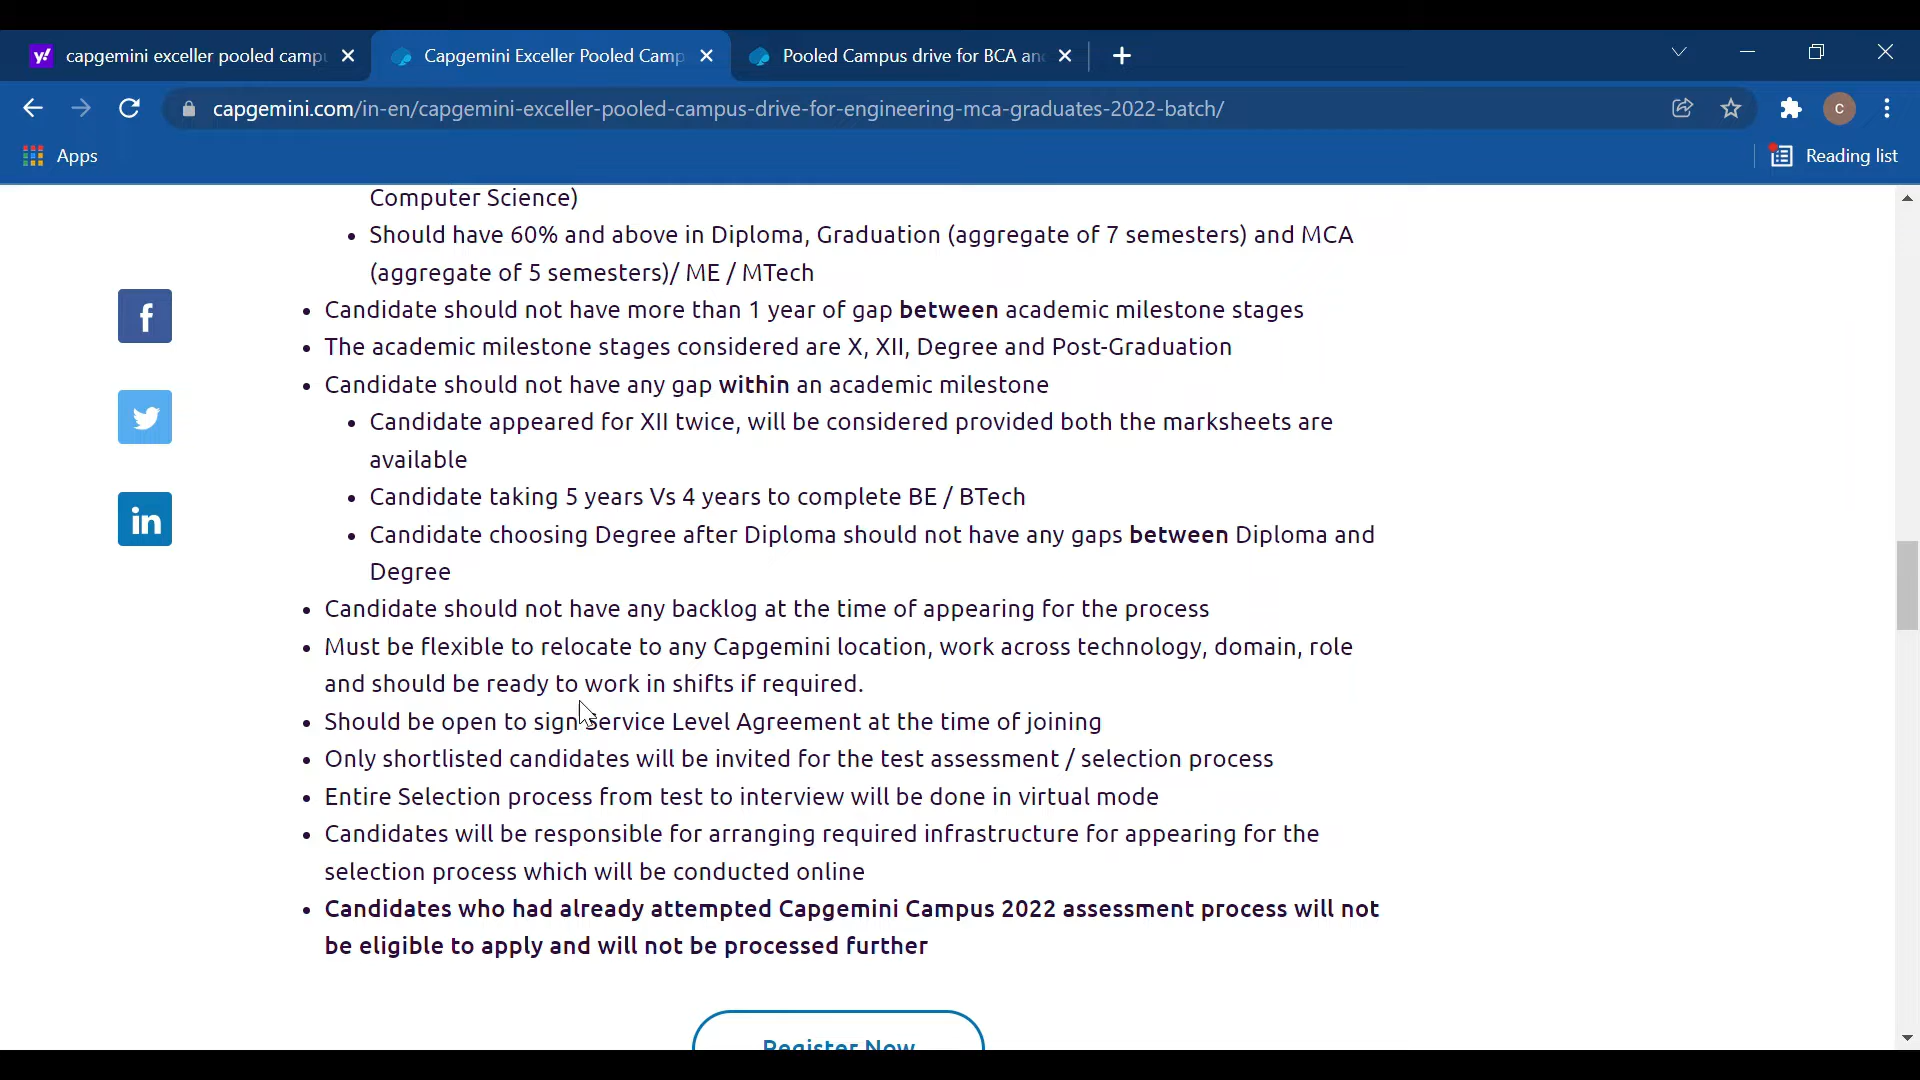 capgemini exceller pooled campu
Capgemini Exceller Pooled Camp
Pooled Campus drive for BCA an
capgemini.com/in-en/capgemini-exceller-pooled-campus-drive-for-engineering-mca-graduates-2022-batch/
c
Apps
Reading list
Computer Science)
• Should have 60% and above in Diploma, Graduation (aggregate of 7 semesters) and MCA
(aggregate of 5 semesters)/ ME / MTech
• Candidate should not have more than 1 year of gap between academic milestone stages
• The academic milestone stages considered are X, XII, Degree and Post-Graduation
• Candidate should not have any gap within an academic milestone
• Candidate appeared for XII twice, will be considered provided both the marksheets are
available
• Candidate taking 5 years Vs 4 years to complete BE / BTech
• Candidate choosing Degree after Diploma should not have any gaps between Diploma and
Degree
• Candidate should not have any backlog at the time of appearing for the process
• Must be flexible to relocate to any Capgemini location, work across technology, domain, role
and should be ready to work in shifts if required.
• Should be open to sign Service Level Agreement at the time of joining
• Only shortlisted candidates will be invited for the test assessment / selection process
• Entire Selection process from test to interview will be done in virtual mode
• Candidates will be responsible for arranging required infrastructure for appearing for the
selection process which will be conducted online
• Candidates who had already attempted Capgemini Campus 2022 assessment process will not
be eligible to apply and will not be processed further
Register Now